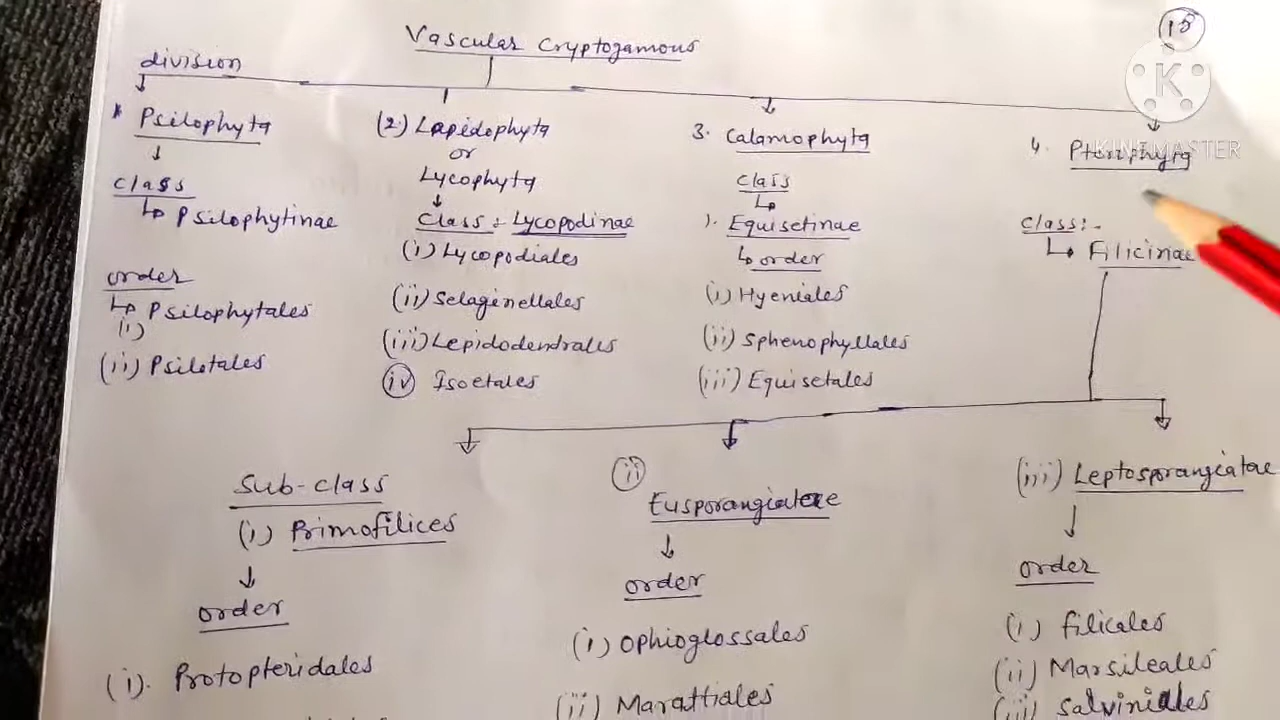 15
Vascular Cryptogamous
division
1 Psilophyta
class
Psilophytinae
order
Psilophytales
(i)
(ii) Psilotales
(2.) Lepidophyta
or
Lycophyta
Class: Lycopodinae
(i) Lycopodiales
(ii) Selaginellales
(iii) Lepidodendrales
iv Isoetales
3. Calamophyta
class
1. Equisetinae
order
(i) Hyeniales
(ii) Sphenophyllales
(iii) Equisetales
4. Pterophyta
class:-
Filicinae
Sub-class
(i) Primofilices
order
(i). Protopteridales
ii
Eusporangiatae
order
(i) Ophioglossales
(ii) Marattiales
(iii) Leptosporangiatae
order
(i) filicales
(ii) Marsileales
(iii) Salviniales
K
KINEMASTER